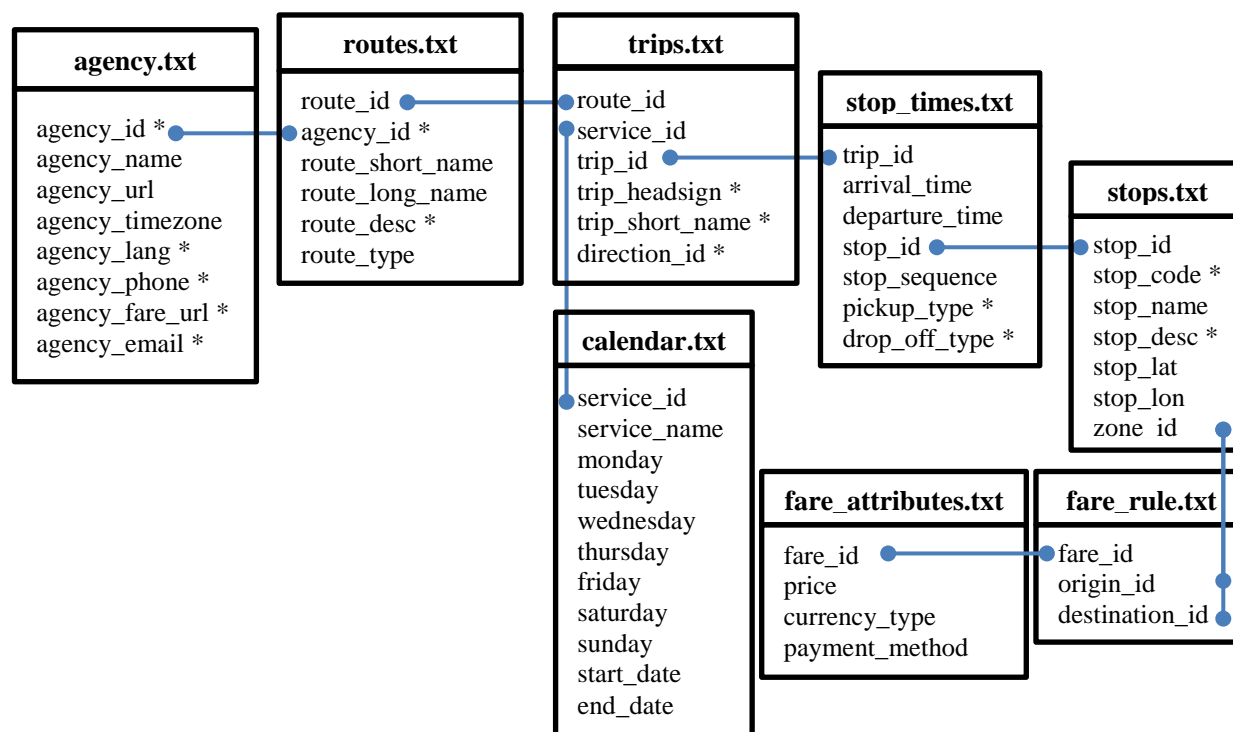 agency.txt
agency_id *
agency_name
agency_url
agency_timezone
agency_lang *
agency_phone *
agency_fare_url *
agency_email *
routes.txt
route_id
agency_id *
route_short_name
route_long_name
route_desc *
route_type
trips.txt
route_id
service_id
trip_id
trip_headsign *
trip_short_name *
direction_id *
stop_times.txt
trip_id
arrival_time
departure_time
stop_id
stop_sequence
pickup_type *
drop_off_type *
stops.txt
stop_id
stop_code *
stop_name
stop_desc *
stop_lat
stop_lon
zone_id
calendar.txt
service_id
service_name
monday
tuesday
wednesday
thursday
friday
saturday
sunday
start_date
end_date
fare_attributes.txt
fare_id
price
currency_type
payment_method
fare_rule.txt
fare_id
origin_id
destination_id